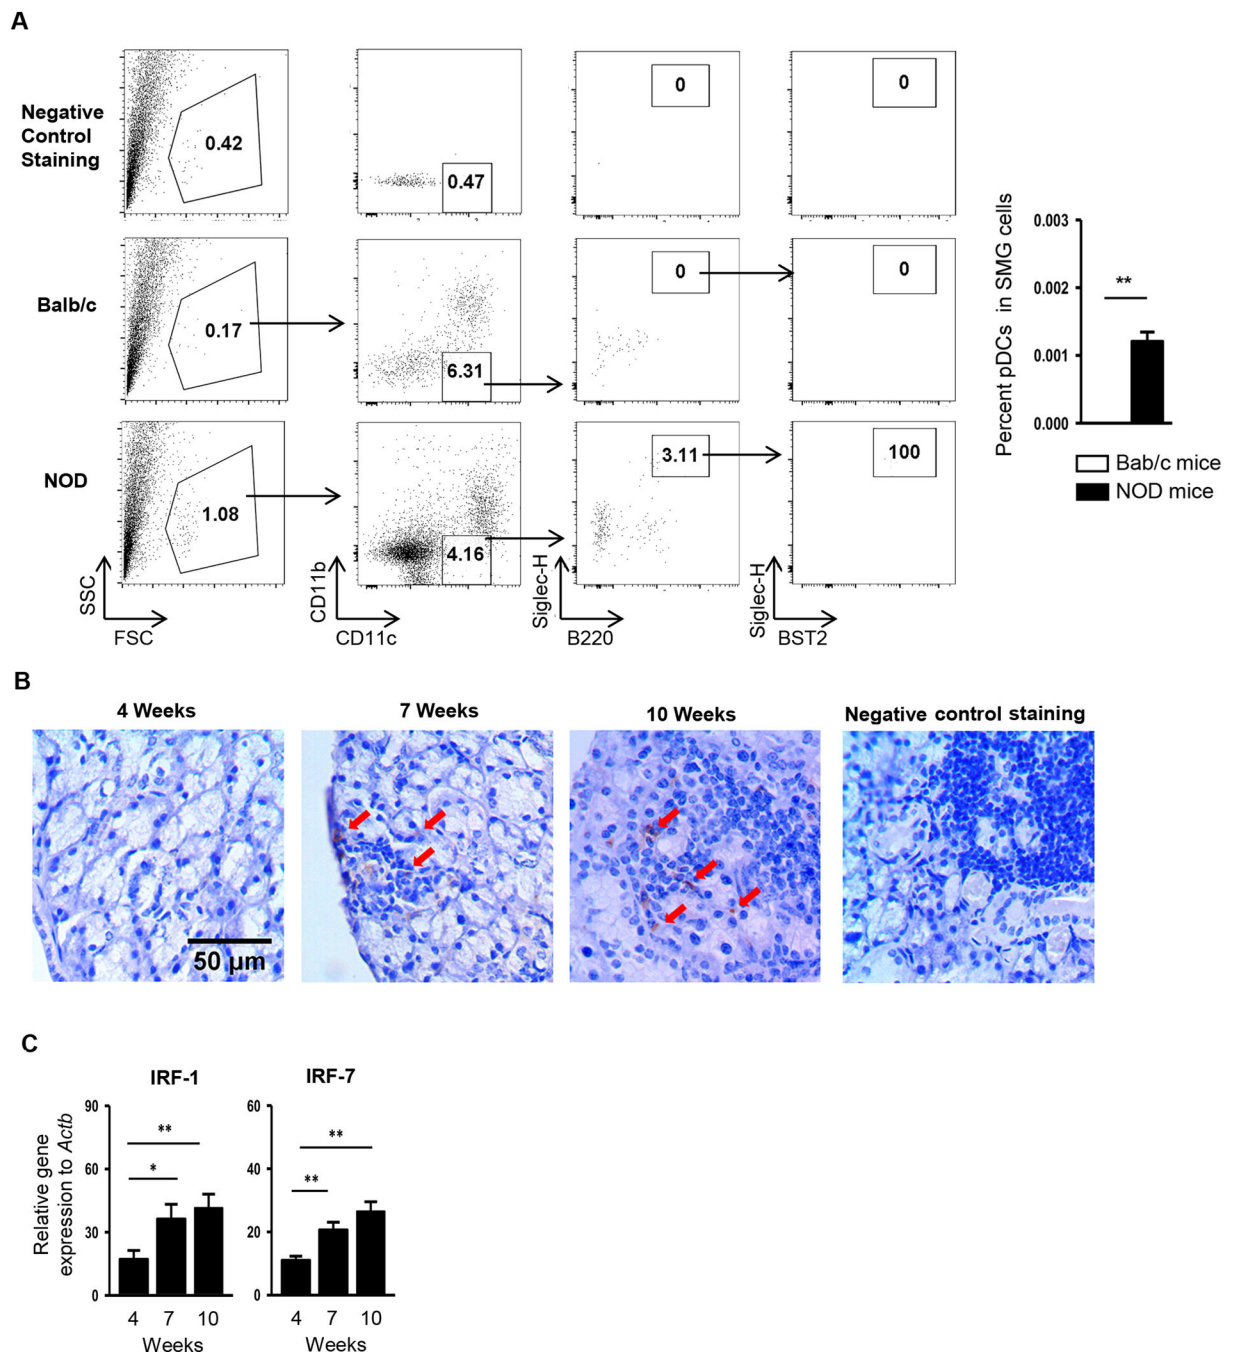 A
Negative
Control
Staining
0.42
0.47
0
0
Balb/c
0.17
6.31
0
0
NOD
1.08
4.16
3.11
100
SSC
FSC
CD11b
CD11c
Siglec-H
B220
Siglec-H
BST2
Percent pDCs in SMG cells
0.003
0.002
0.001
0.000
**
Bab/c mice
NOD mice
B
4 Weeks
7 Weeks
10 Weeks
Negative control staining
50 μm
C
IRF-1
IRF-7
Relative gene
expression to Actb
90
60
30
0
**
*
4 7 10
Weeks
60
40
20
0
**
**
4 7 10
Weeks